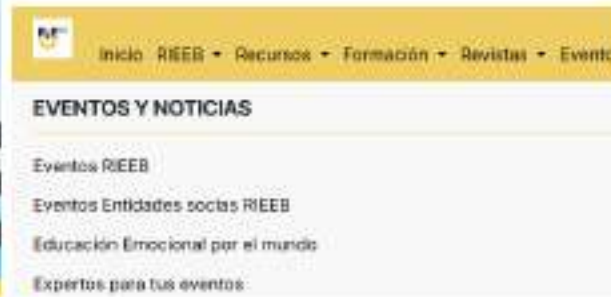 Inicio RIEEB Recursos Formación Revistas Evento
EVENTOS Y NOTICIAS
Eventos RIEEB
Eventos Entidades socias RIEEB
Educación Emocional por el mundo
Expertos para tus eventos